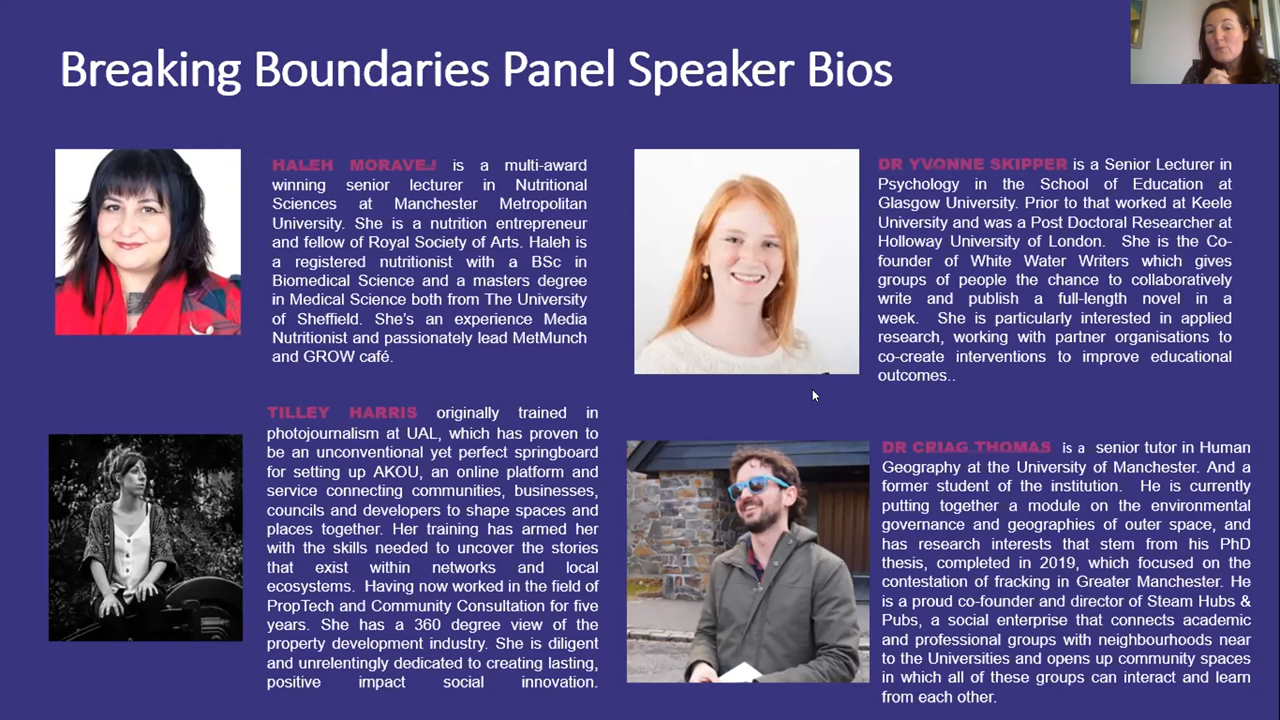 Breaking Boundaries Panel Speaker Bios
HALEH MORAVEJ is a multi-award
winning senior lecturer in Nutritional
Sciences at Manchester Metropolitan
University. She is a nutrition entrepreneur
and fellow of Royal Society of Arts. Haleh is
a registered nutritionist with a BSc in
Biomedical Science and a masters degree
in Medical Science both from The University
of Sheffield. She's an experience Media
Nutritionist and passionately lead MetMunch
and GROW café.
DR YVONNE SKIPPER is a Senior Lecturer in
Psychology in the School of Education at
Glasgow University. Prior to that worked at Keele
University and was a Post Doctoral Researcher at
Holloway University of London. She is the Co-
founder of White Water Writers which gives
groups of people the chance to collaboratively
write and publish a full-length novel in a
week. She is particularly interested in applied
research, working with partner organisations to
co-create interventions to improve educational
outcomes..
TILLEY HARRIS originally trained in
photojournalism at UAL, which has proven to
be an unconventional yet perfect springboard
for setting up AKOU, an online platform and
service connecting communities, businesses,
councils and developers to shape spaces and
places together. Her training has armed her
with the skills needed to uncover the stories
that exist within networks and local
ecosystems. Having now worked in the field of
PropTech and Community Consultation for five
years. She has a 360 degree view of the
property development industry. She is diligent
and unrelentingly dedicated to creating lasting,
positive impact social innovation.
DR CRIAG THOMAS is a senior tutor in Human
Geography at the University of Manchester. And a
former student of the institution. He is currently
putting together a module on the environmental
governance and geographies of outer space, and
has research interests that stem from his PhD
thesis, completed in 2019, which focused on the
contestation of fracking in Greater Manchester. He
is a proud co-founder and director of Steam Hubs &
Pubs, a social enterprise that connects academic
and professional groups with neighbourhoods near
to the Universities and opens up community spaces
in which all of these groups can interact and learn
from each other.